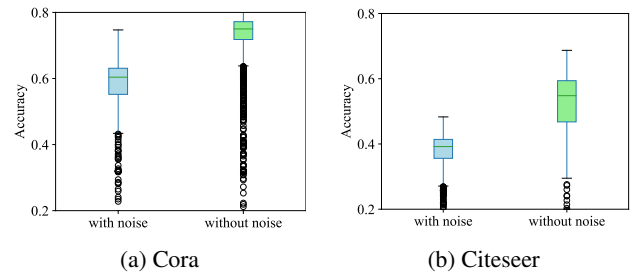 0.8
0.6
0.4
0.2
Accuracy
with noise
without noise
(a) Cora
0.8
0.6
0.4
0.2
Accuracy
with noise
without noise
(b) Citeseer